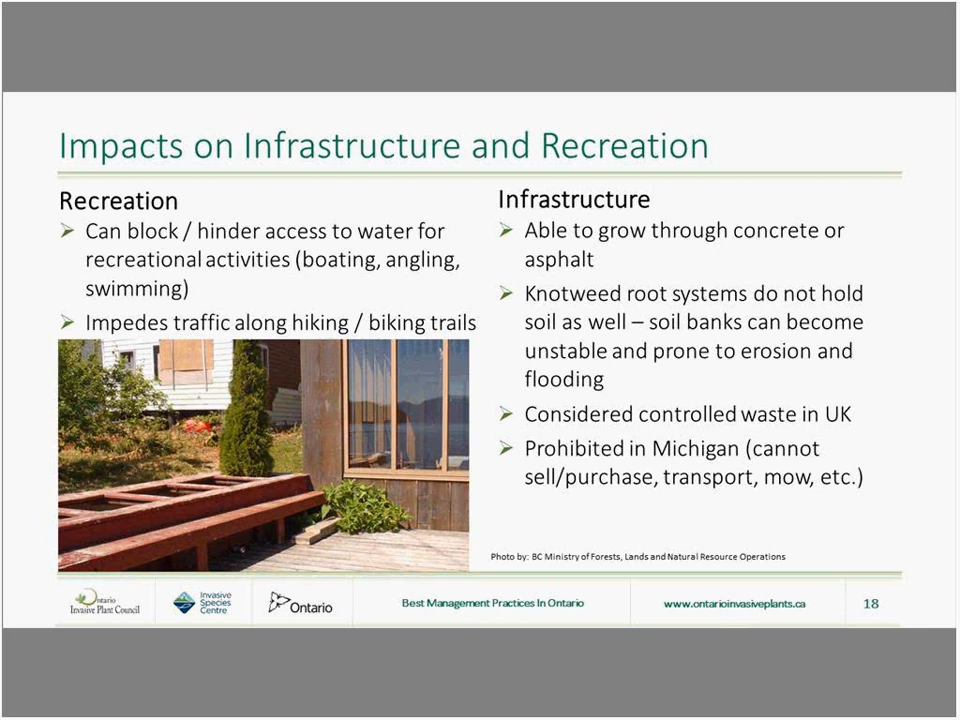 Impacts on Infrastructure and Recreation
Recreation
Can block / hinder access to water for
recreational activities (boating, angling,
swimming)
Impedes traffic along hiking / biking trails
Infrastructure
Able to grow through concrete or
asphalt
Knotweed root systems do not hold
soil as well – soil banks can become
unstable and prone to erosion and
flooding
Considered controlled waste in UK
Prohibited in Michigan (cannot
sell/purchase, transport, mow, etc.)
Photo by: BC Ministry of Forests, Lands and Natural Resource Operations
Ontario
Invasive Plant Council
Invasive
Species
Centre
Ontario
Best Management Practices In Ontario
www.ontarioinvasiveplants.ca
18